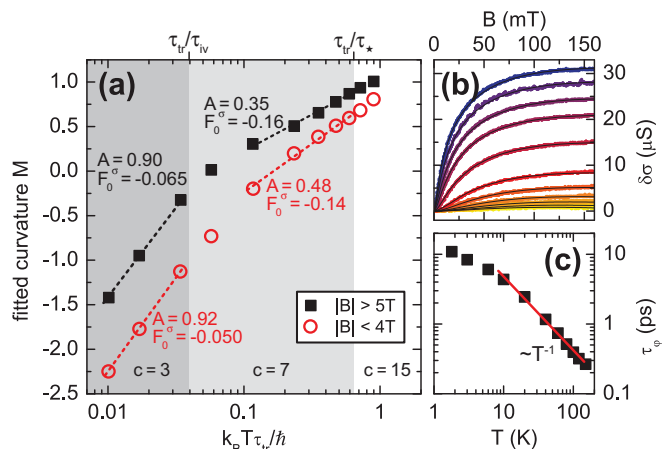 τtr/τiv τtr/τ⋆
(a)
1.0
0.5
0.0
-0.5
-1.0
-1.5
-2.0
-2.5
fitted curvature M
A = 0.35
F0σ = -0.16
A = 0.90
F0σ = -0.065
A = 0.48
F0σ = -0.14
A = 0.92
F0σ = -0.050
|B| > 5T
|B| < 4T
c = 3 c = 7 c = 15
0.01 0.1 1
kBTτtr/ħ
B (mT)
0 50 100 150
(b)
30
20
10
0
δσ (μS)
(c)
10
1
0.1
τφ (ps)
~T-1
1 10 100
T (K)